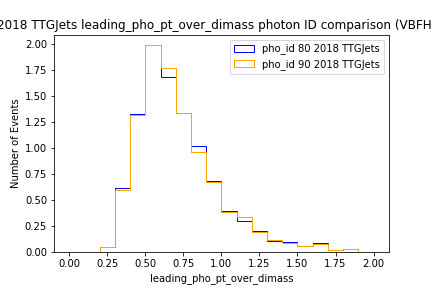 2018 TTGJets leading_pho_pt_over_dimass photon ID comparison (VBFH
pho_id 80 2018 TTGJets
pho_id 90 2018 TTGJets
Number of Events
2.00
1.75
1.50
1.25
1.00
0.75
0.50
0.25
0.00
0.00 0.25 0.50 0.75 1.00 1.25 1.50 1.75 2.00
leading_pho_pt_over_dimass